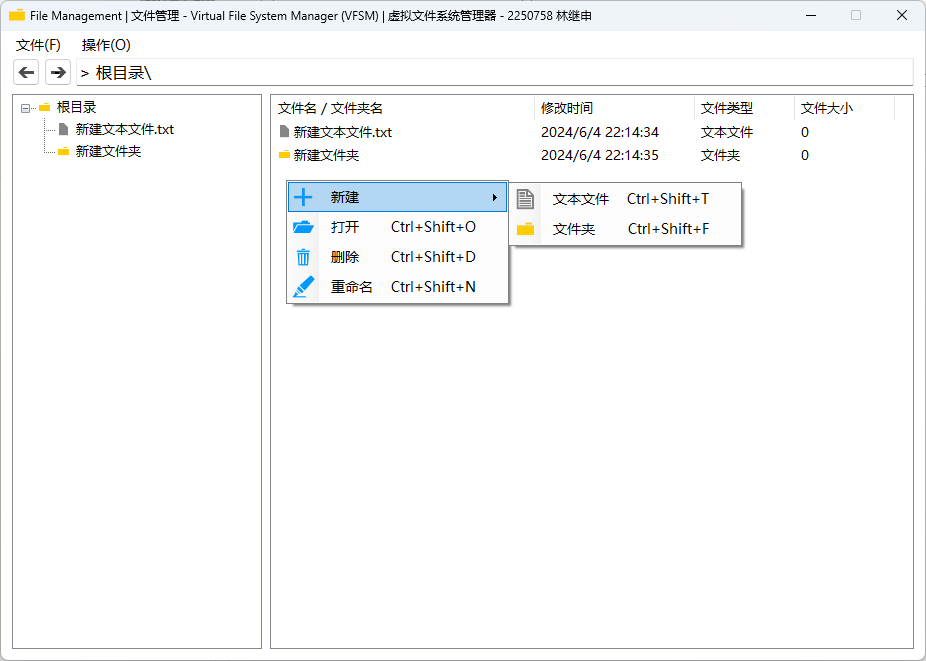 File Management | 文件管理 - Virtual File System Manager (VFSM) | 虚拟文件系统管理器 - 2250758 林继申
文件(F) 操作(O)
> 根目录\
根目录
新建文本文件.txt
新建文件夹
文件名 / 文件夹名 修改时间 文件类型 文件大小
新建文本文件.txt 2024/6/4 22:14:34 文本文件 0
新建文件夹 2024/6/4 22:14:35 文件夹 0
新建
打开 Ctrl+Shift+O
删除 Ctrl+Shift+D
重命名 Ctrl+Shift+N
文本文件 Ctrl+Shift+T
文件夹 Ctrl+Shift+F